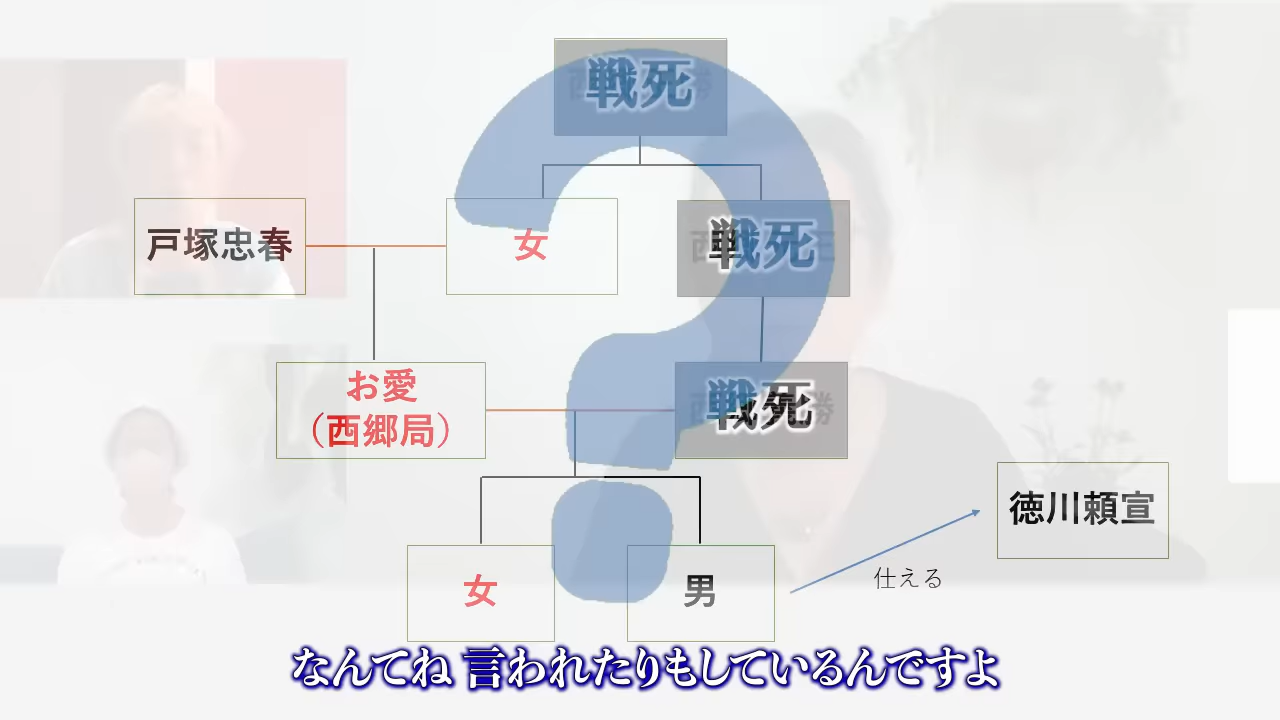 戦死
戸塚忠春
女
戦死
お愛
(西郷局)
戦死
徳川頼宣
仕える
女
男
なんてね 言われたりもしているんですよ